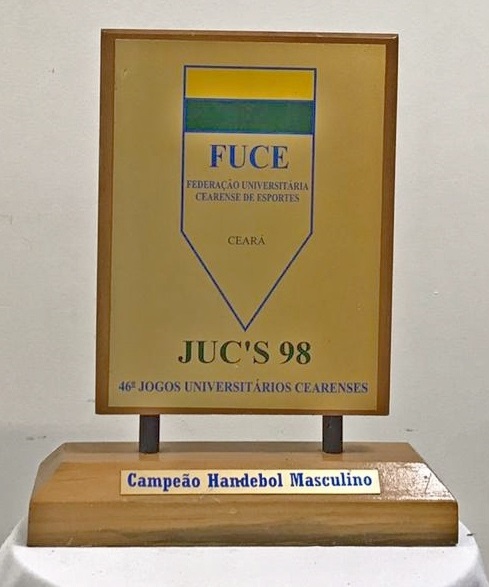 FUCE
FEDERAÇÃO UNIVERSITÁRIA
CEARENSE DE ESPORTES
CEARÁ
JUC'S 98
46º JOGOS UNIVERSITÁRIOS CEARENSES
Campeão Handebol Masculino